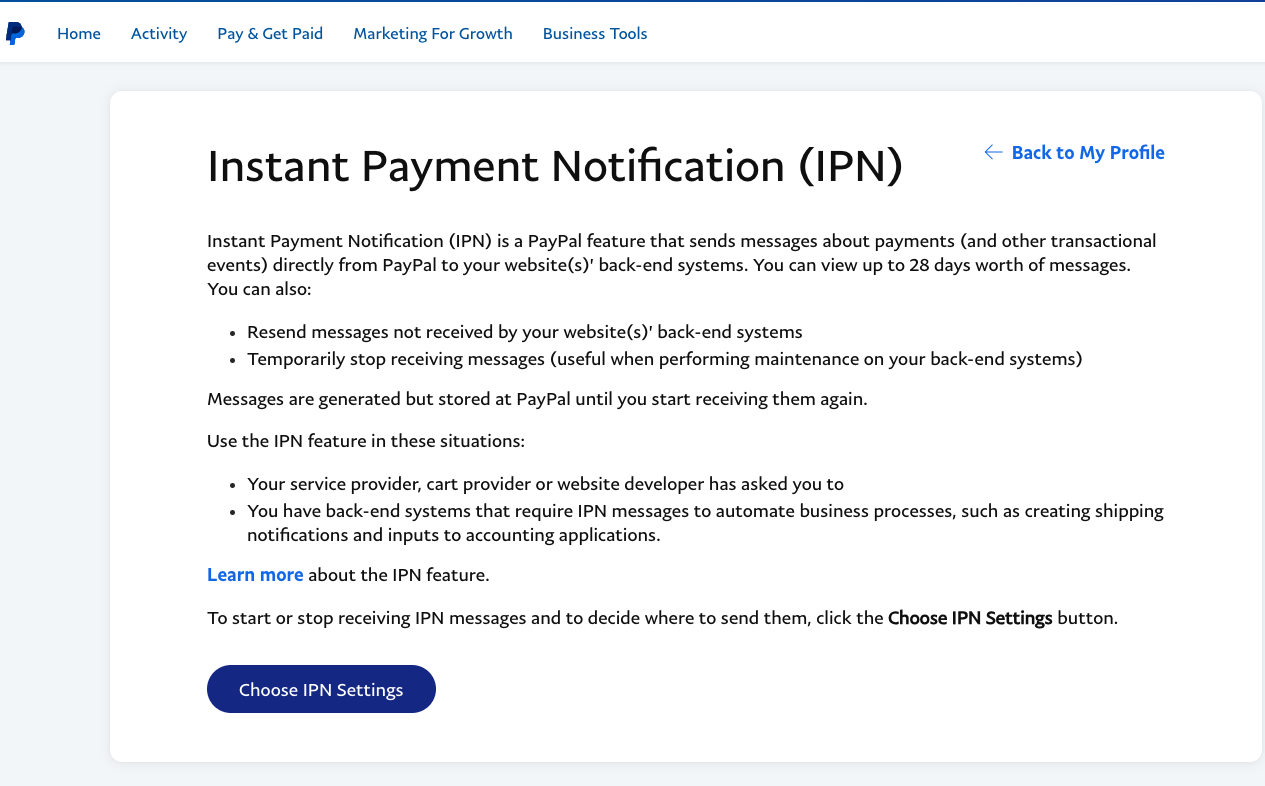 Home Activity Pay & Get Paid Marketing For Growth Business Tools
Instant Payment Notification (IPN)
Back to My Profile
Instant Payment Notification (IPN) is a PayPal feature that sends messages about payments (and other transactional
events) directly from PayPal to your website(s)' back-end systems. You can view up to 28 days worth of messages.
You can also:
• Resend messages not received by your website(s)' back-end systems
• Temporarily stop receiving messages (useful when performing maintenance on your back-end systems)
Messages are generated but stored at PayPal until you start receiving them again.
Use the IPN feature in these situations:
• Your service provider, cart provider or website developer has asked you to
• You have back-end systems that require IPN messages to automate business processes, such as creating shipping
notifications and inputs to accounting applications.
Learn more about the IPN feature.
To start or stop receiving IPN messages and to decide where to send them, click the Choose IPN Settings button.
Choose IPN Settings